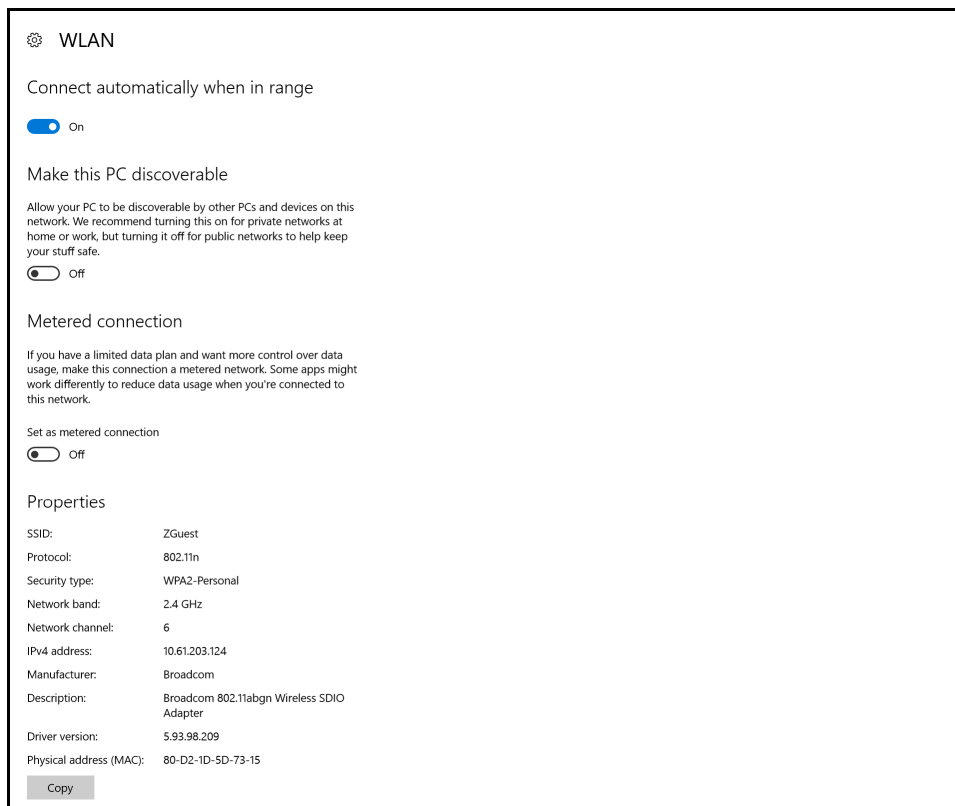 WLAN
Connect automatically when in range
On
Make this PC discoverable
Allow your PC to be discoverable by other PCs and devices on this
network. We recommend turning this on for private networks at
home or work, but turning it off for public networks to help keep
your stuff safe.
Off
Metered connection
If you have a limited data plan and want more control over data
usage, make this connection a metered network. Some apps might
work differently to reduce data usage when you're connected to
this network.
Set as metered connection
Off
Properties
SSID: ZGuest
Protocol: 802.11n
Security type: WPA2-Personal
Network band: 2.4 GHz
Network channel: 6
IPv4 address: 10.61.203.124
Manufacturer: Broadcom
Description: Broadcom 802.11abgn Wireless SDIO
Adapter
Driver version: 5.93.98.209
Physical address (MAC): 80-D2-1D-5D-73-15
Copy